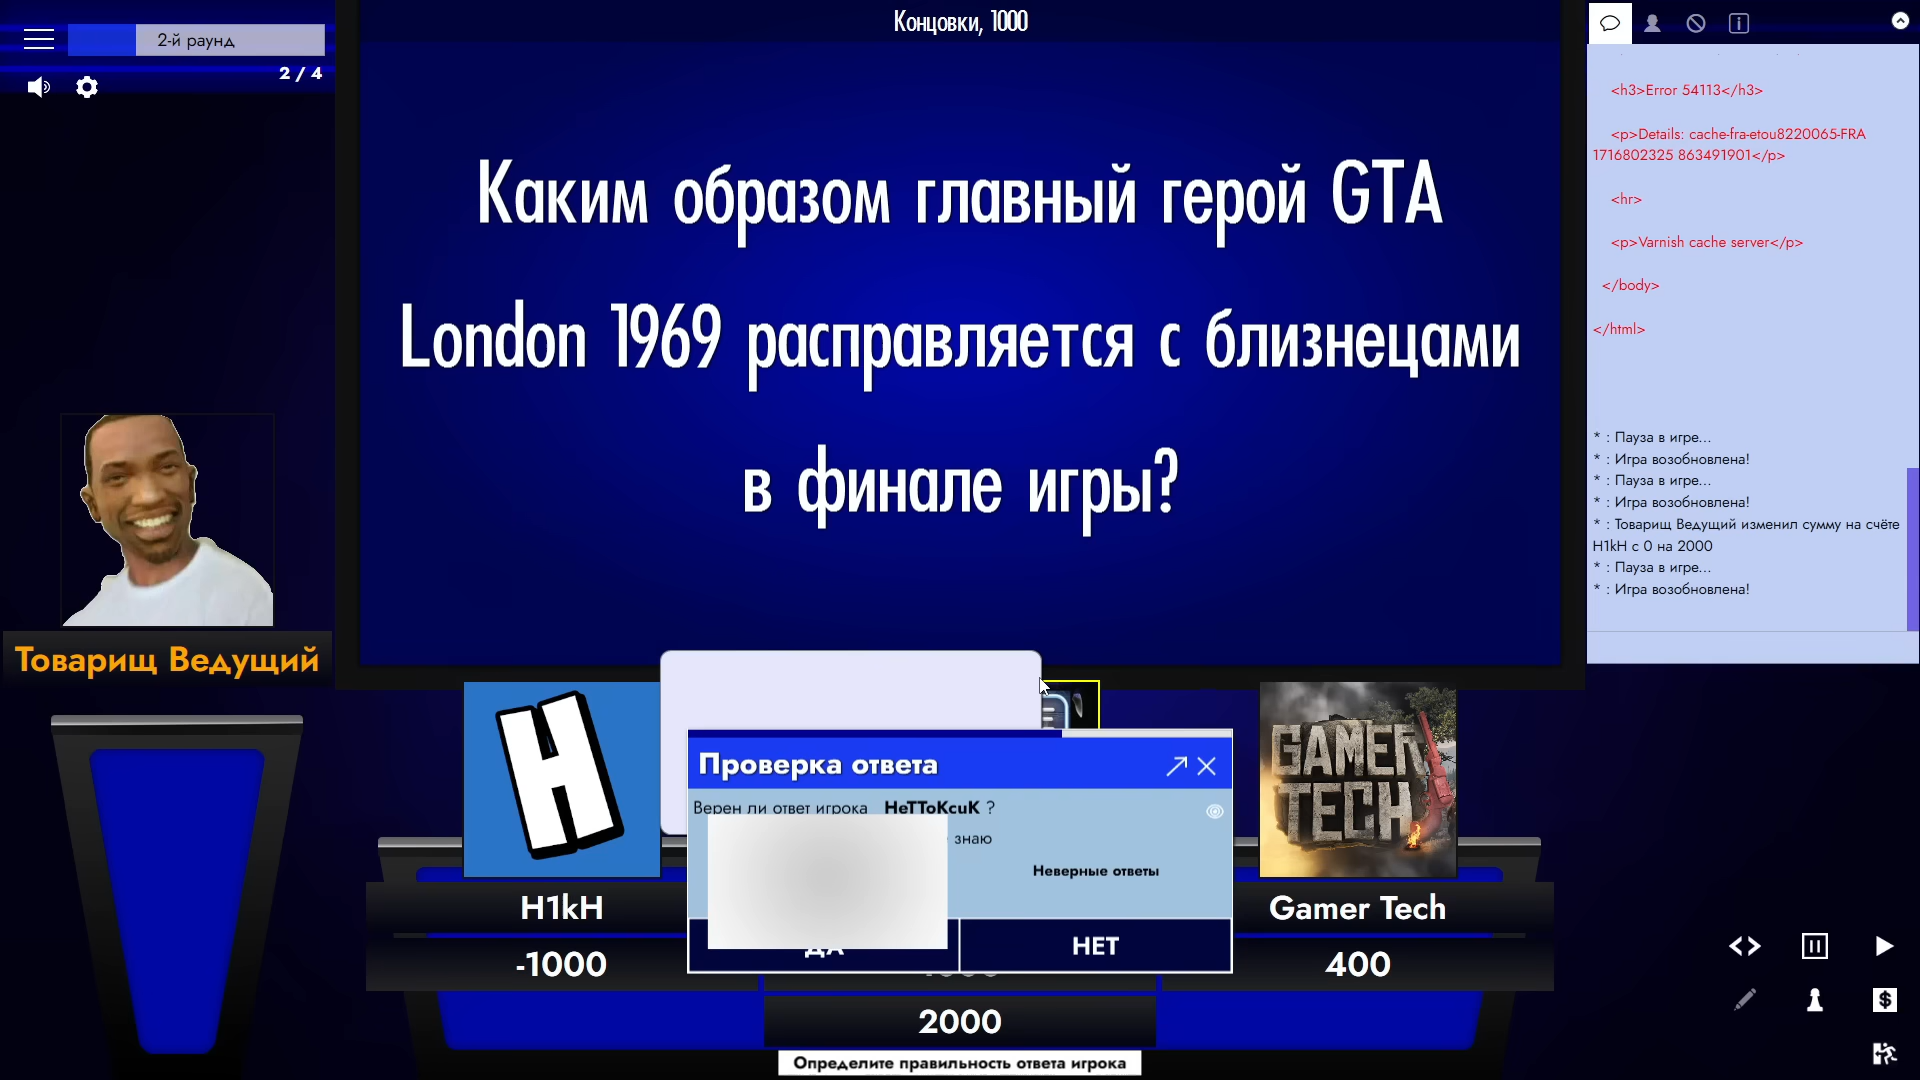 2-й раунд
2 / 4
Концовки, 1000
Каким образом главный герой GTA
London 1969 расправляется с близнецами
в финале игры?
Товарищ Ведущий
<h3>Error 54113</h3>
<p>Details: cache-fra-etou8220065-FRA
1716802325 863491901</p>
<hr>
<p>Varnish cache server</p>
</body>
</html>
* : Пауза в игре...
* : Игра возобновлена!
* : Пауза в игре...
* : Игра возобновлена!
* : Товарищ Ведущий изменил сумму на счёте
H1kH с 0 на 2000
* : Пауза в игре...
* : Игра возобновлена!
H
H1kH
-1000
Проверка ответа
Верен ли ответ игрока НеТТоКсиК ?
знаю
Неверные ответы
ДА
НЕТ
2000
GAMER
TECH
Gamer Tech
400
Определите правильность ответа игрока